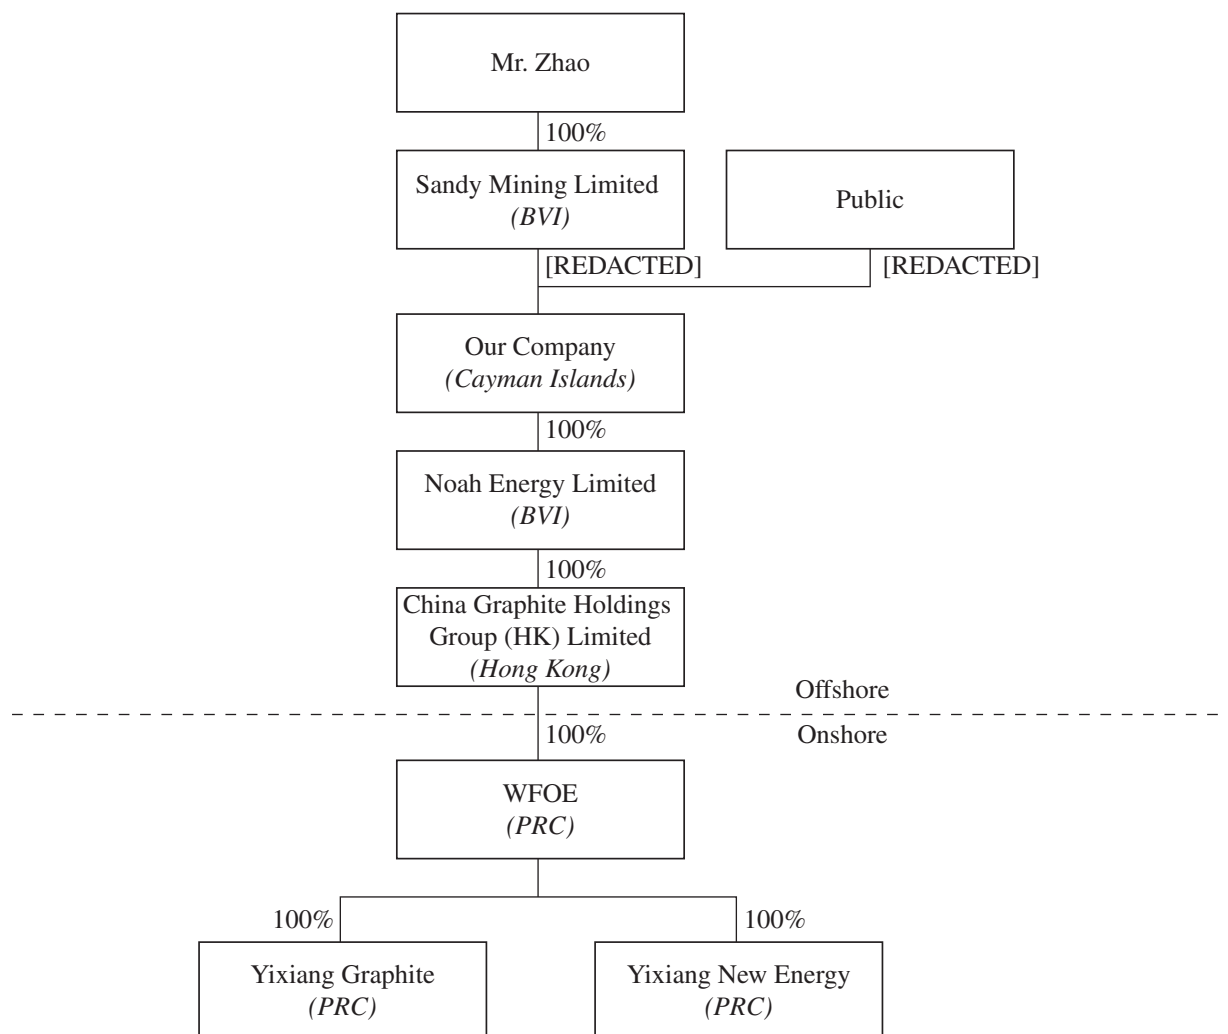 Mr. Zhao
100%
Sandy Mining Limited
(BVI)
Public
[REDACTED]
[REDACTED]
Our Company
(Cayman Islands)
100%
Noah Energy Limited
(BVI)
100%
China Graphite Holdings
Group (HK) Limited
(Hong Kong)
Offshore
100%
Onshore
WFOE
(PRC)
100%
100%
Yixiang Graphite
(PRC)
Yixiang New Energy
(PRC)